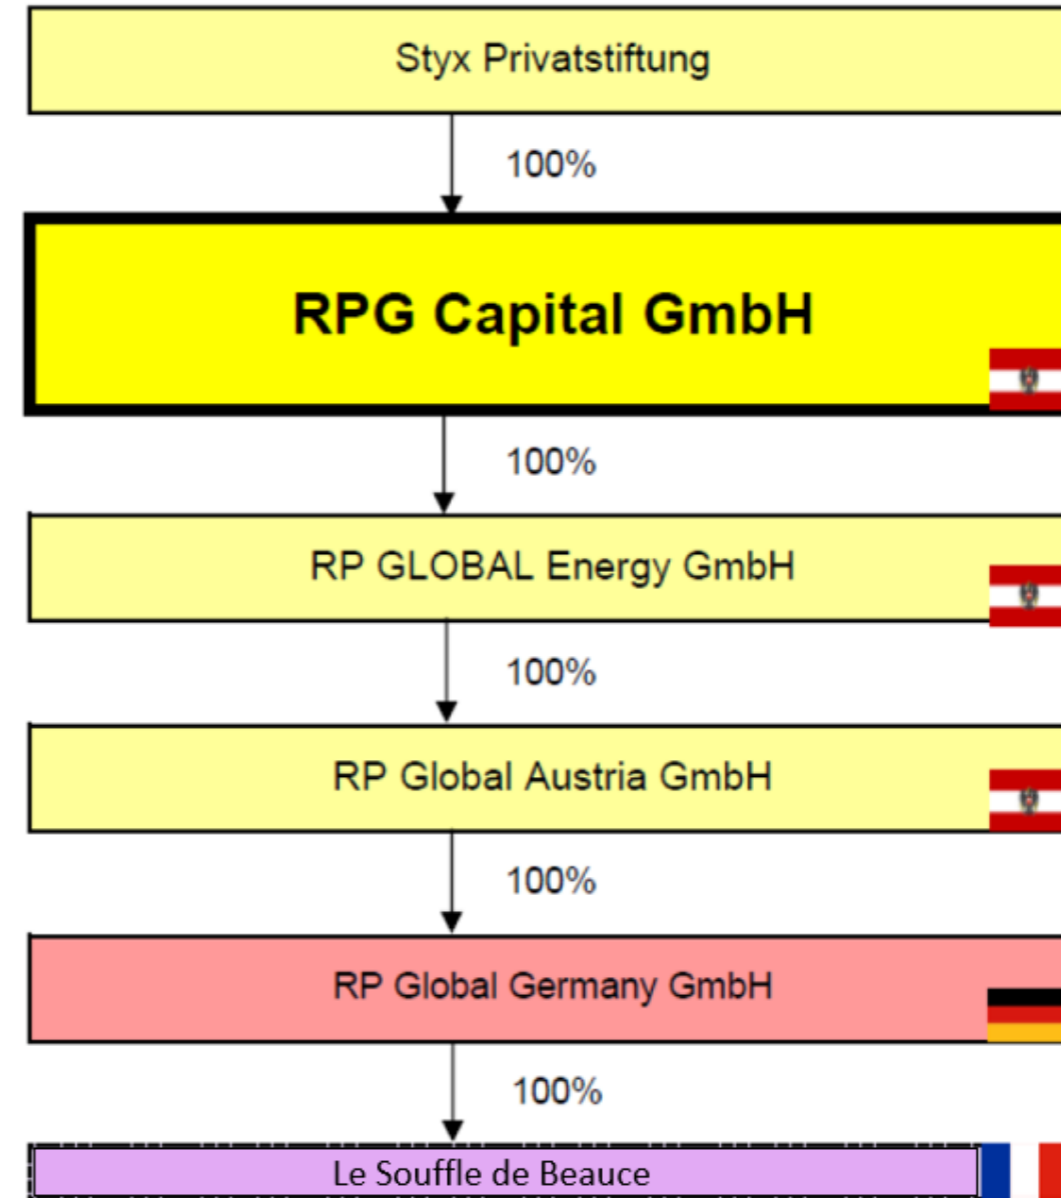 Styx Privatstiftung
100%
RPG Capital GmbH
100%
RP GLOBAL Energy GmbH
100%
RP Global Austria GmbH
100%
RP Global Germany GmbH
100%
Le Souffle de Beauce